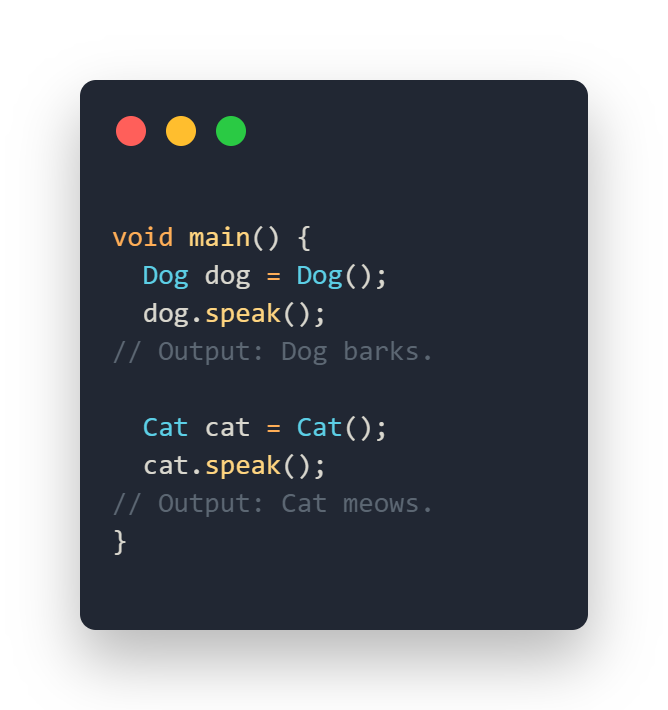 void main() {
  Dog dog = Dog();
  dog.speak();
// Output: Dog barks.

  Cat cat = Cat();
  cat.speak();
// Output: Cat meows.
}